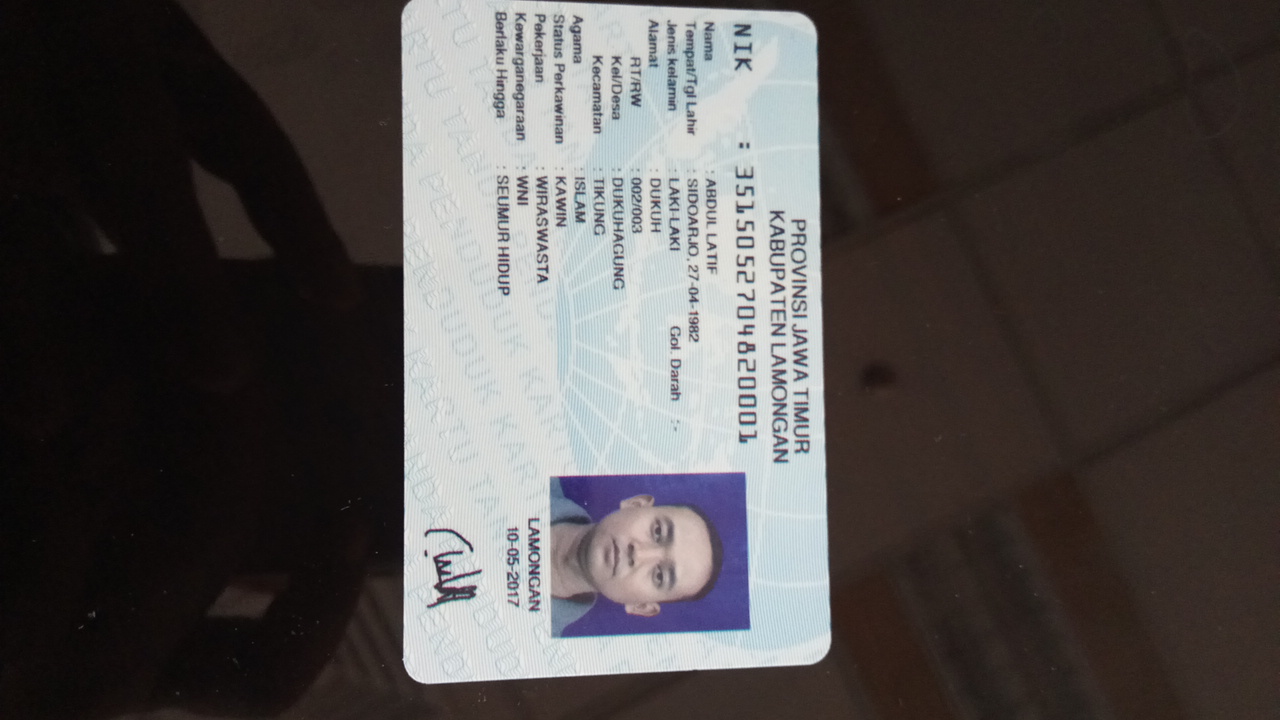 PROVINSI JAWA TIMUR
KABUPATEN LAMONGAN
NIK : 3515052704820001
Nama : ABDUL LATIF
Tempat/Tgl Lahir : SIDOARJO, 27-04-1982
Jenis kelamin : LAKI-LAKI Gol. Darah : -
Alamat : DUKUH
RT/RW : 002/003
Kel/Desa : DUKUHAGUNG
Kecamatan : TIKUNG
Agama : ISLAM
Status Perkawinan : KAWIN
Pekerjaan : WIRASWASTA
Kewarganegaraan : WNI
Berlaku Hingga : SEUMUR HIDUP
LAMONGAN
10-05-2017